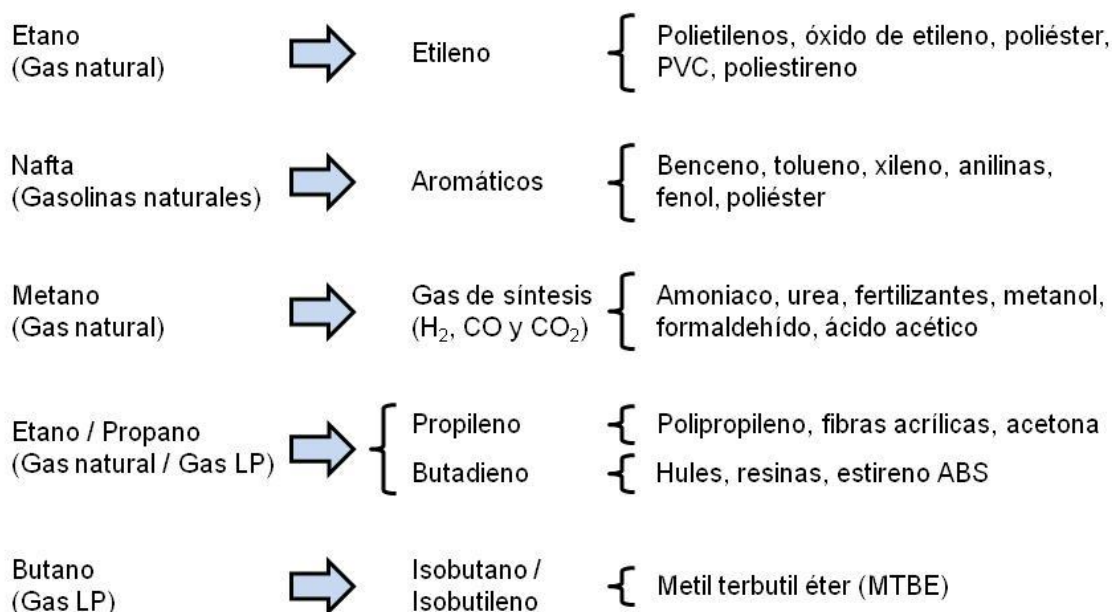 Etano
(Gas natural)
Etileno
Polietilenos, óxido de etileno, poliéster,
PVC, poliestireno
Nafta
(Gasolinas naturales)
Aromáticos
Benceno, tolueno, xileno, anilinas,
fenol, poliéster
Metano
(Gas natural)
Gas de síntesis
(H₂, CO y CO₂)
Amoniaco, urea, fertilizantes, metanol,
formaldehído, ácido acético
Etano / Propano
(Gas natural / Gas LP)
Propileno
Polipropileno, fibras acrílicas, acetona
Butadieno
Hules, resinas, estireno ABS
Butano
(Gas LP)
Isobutano /
Isobutileno
Metil terbutil éter (MTBE)